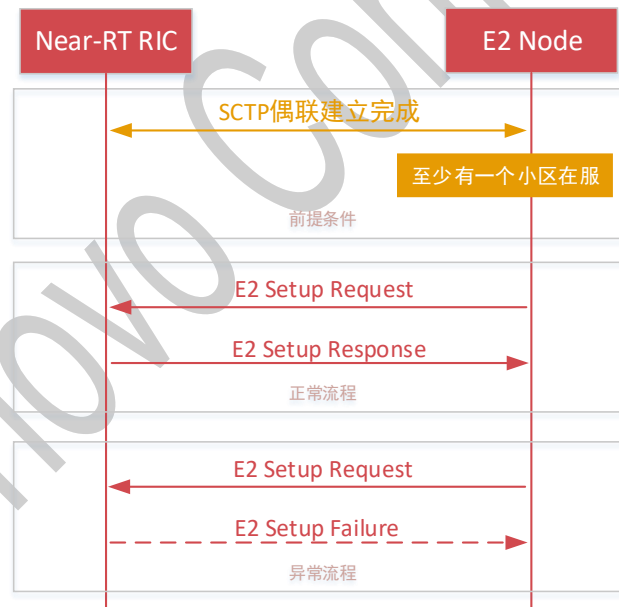 Near-RT RIC
E2 Node
SCTP偶联建立完成
至少有一个小区在服
前提条件
E2 Setup Request
E2 Setup Response
正常流程
E2 Setup Request
E2 Setup Failure
异常流程